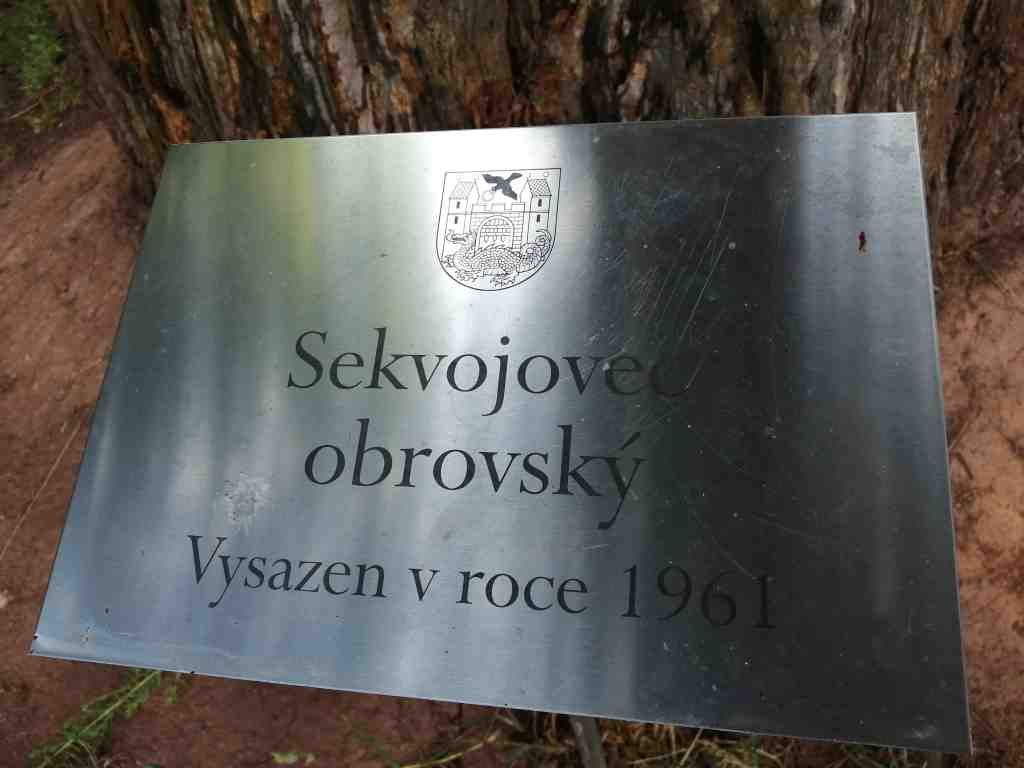 Sekvojovec
obrovský
Vysazen v roce 1961